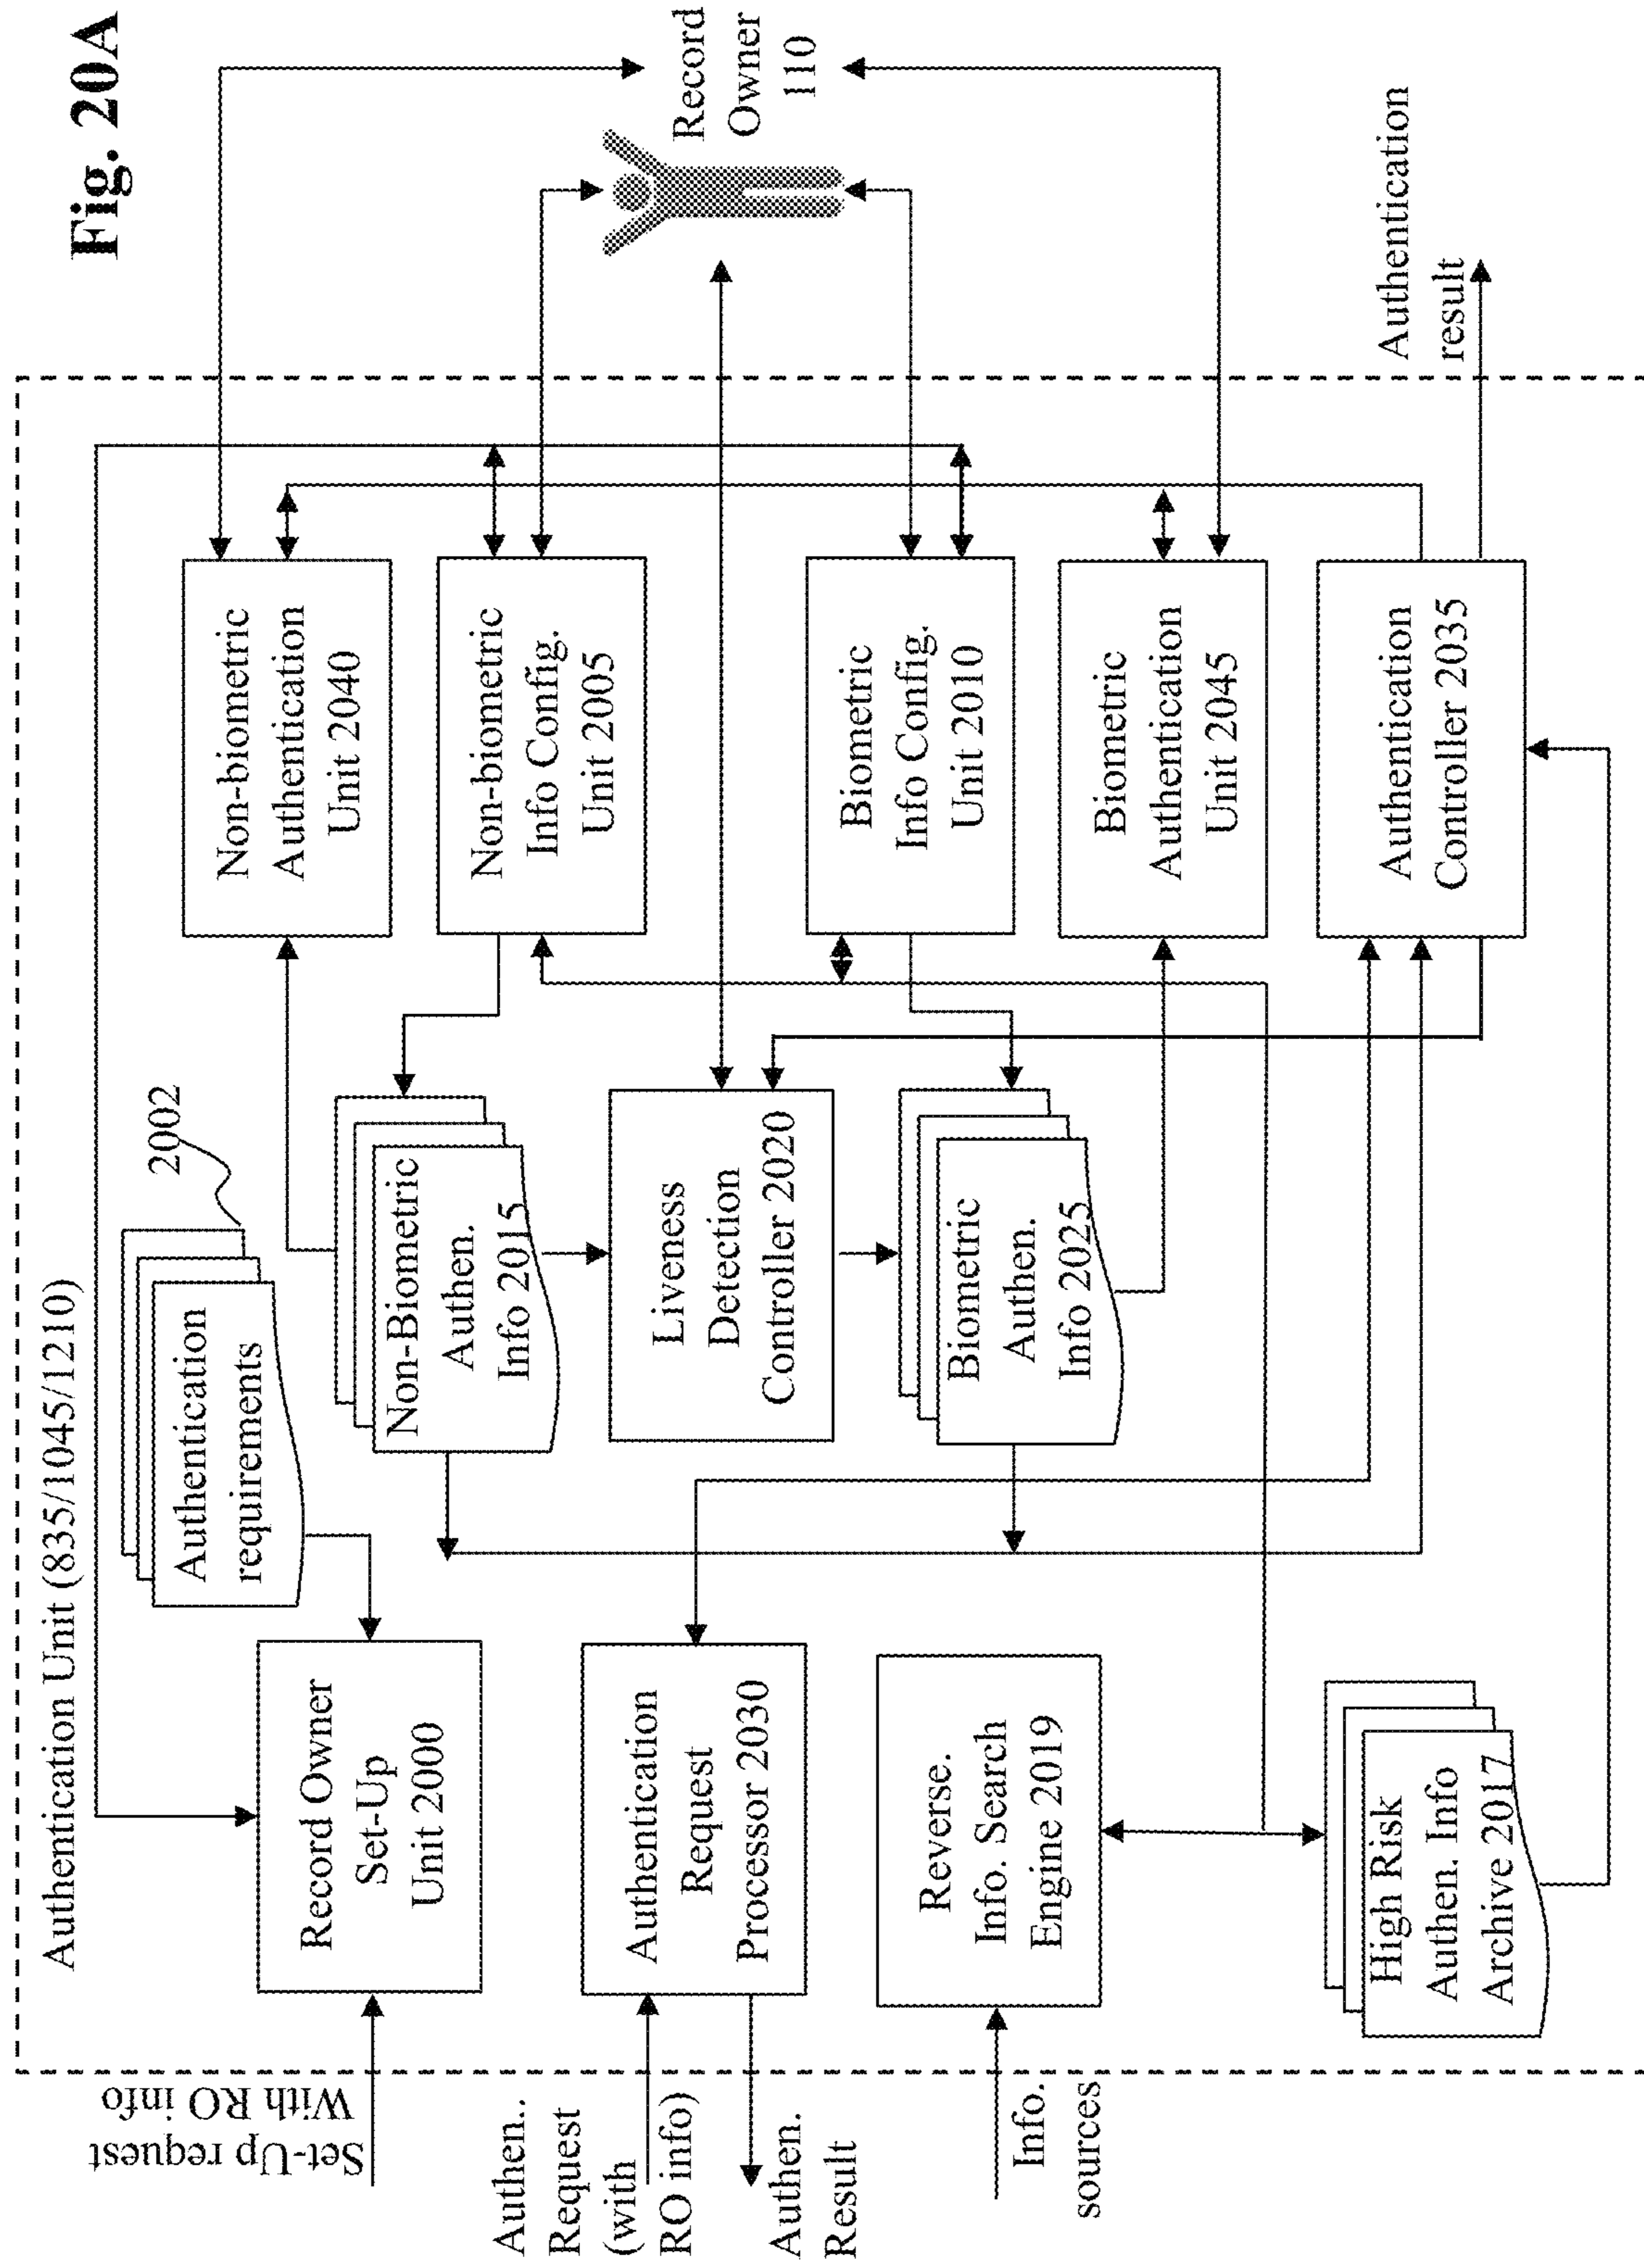 Fig. 20A
Authentication Unit (835/1045/1210)
Set-Up request
With RO info
Record Owner
Set-Up
Unit 2000
Authentication
requirements
2002
Non-biometric
Authentication
Unit 2040
Non-Biometric
Authen.
Info 2015
Non-biometric
Info Config.
Unit 2005
Record
Owner
110
Authen..
Request
(with
RO info)
Authen.
Result
Authentication
Request
Processor 2030
Liveness
Detection
Controller 2020
Biometric
Info Config.
Unit 2010
Info.
sources
Reverse.
Info. Search
Engine 2019
Biometric
Authen.
Info 2025
Biometric
Authentication
Unit 2045
High Risk
Authen. Info
Archive 2017
Authentication
Controller 2035
Authentication
result